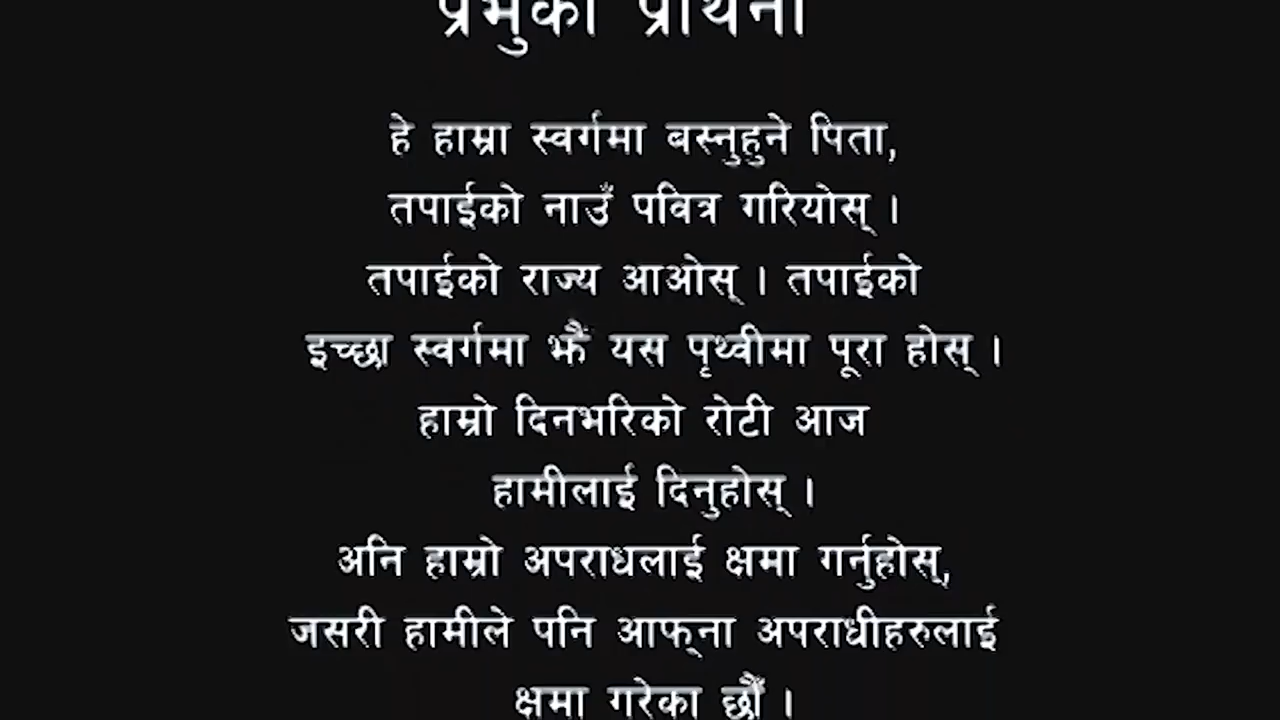 प्रभुको प्रार्थना
हे हाम्रा स्वर्गमा बस्नुहुने पिता,
तपाईको नाउँ पवित्र गरियोस् ।
तपाईको राज्य आओस् । तपाईको
इच्छा स्वर्गमा झैं यस पृथ्वीमा पूरा होस् ।
हाम्रो दिनभरिको रोटी आज
हामीलाई दिनुहोस् ।
अनि हाम्रो अपराधलाई क्षमा गर्नुहोस्,
जसरी हामीले पनि आफ्‌ना अपराधीहरुलाई
क्षमा गरेका छौँ ।